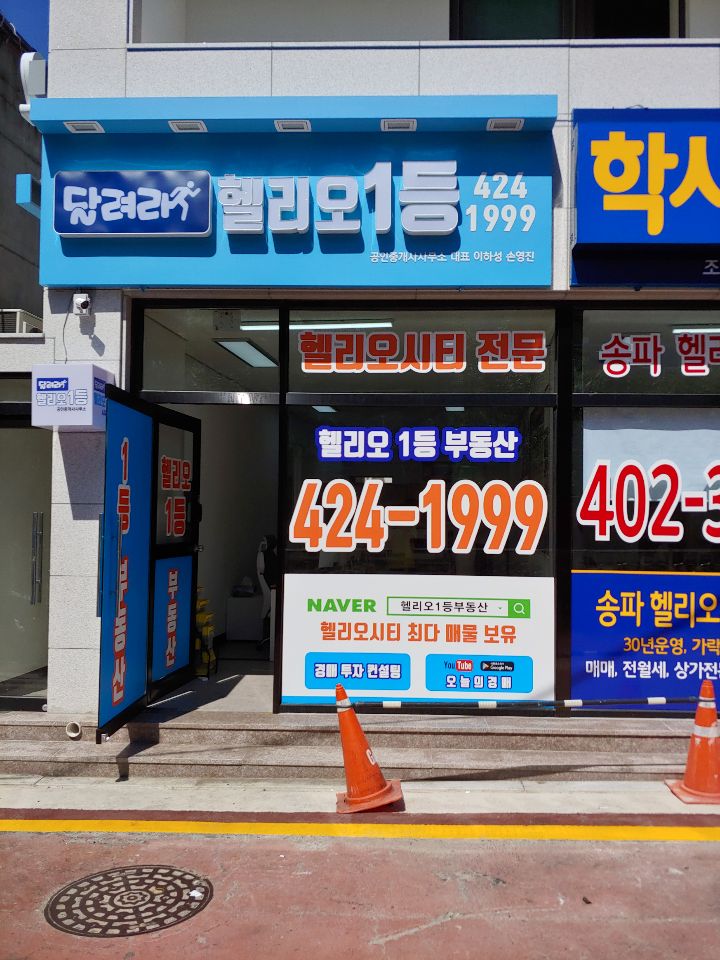 달려라
헬리오1등
424
1999
공인중개사사무소 대표 이하성 손영진
학사
조
헬리오시티 전문
송파 헬리
달려라
헬리오1등
공인중개사사무소
1등 부동산
헬리오
1등
부동산
헬리오 1등 부동산
424-1999
402-3
NAVER 헬리오1등부동산
헬리오시티 최다 매물 보유
경매 투자 컨설팅
YouTube Google Play
오늘의경매
송파 헬리오
30년운영, 가락
매매, 전월세, 상가전